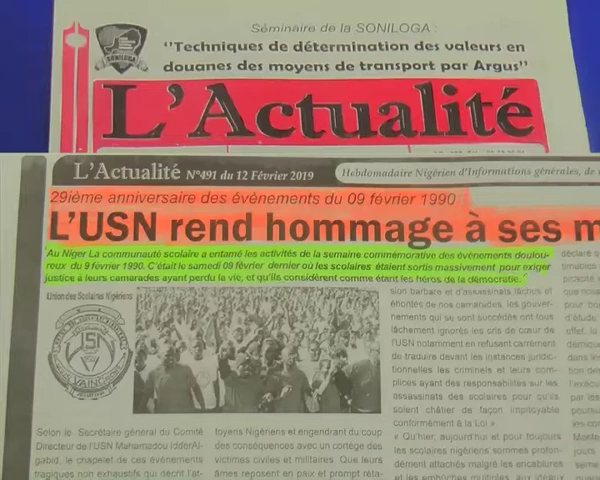 Séminaire de la SONILOGA :
"Techniques de détermination des valeurs en
douanes des moyens de transport par Argus"
SONILOGA
L'Actualité
L'Actualité N°491 du 12 Février 2019
Hebdomadaire Nigérien d'Informations générales, de
29ième anniversaire des évènements du 09 février 1990
L'USN rend hommage à ses m
Au Niger La communauté scolaire a entamé les activités de la semaine commémorative des événements doulou-
reux du 9 février 1990. C'était le samedi 09 février dernier où les scolaires étaient sortis massivement pour exiger
justice à leurs camarades ayant perdu la vie, et qu'ils considèrent comme étant les héros de la démocratie.
Union des Scolaires Nigériens
USN
VAINCRE
Selon le Secrétaire général du Comité
Directeur de l'USN Mahamadou IdderAl-
gabid, le chapelet de ces événements
tragiques non exhaustifs qui décrit l'at-
toyens Nigériens et engendrant du coup
des conséquences avec un cortège des
victimes civiles et militaires. Que leurs
âmes reposent en paix et prompt réta-
sion barbare et d'assassinats lâches et
éhontés de nos camarades, les gouver-
nements qui se sont succédés ont tous
lâchement ignorés les cris de cœur de
l'USN notamment en refusant carrément
de traduire devant les instances juridic-
tionnelles les criminels et leurs com-
plices ayant des responsabilités sur les
assassinats des scolaires pour qu'ils
soient châtier de façon impitoyable
conformément à la Loi ».
« Qu'hier, aujourd'hui et pour toujours
les scolaires nigériens sommes profon-
dément attachés malgré les encablures
et les embûches multiples, aux idéaux
déclaré s